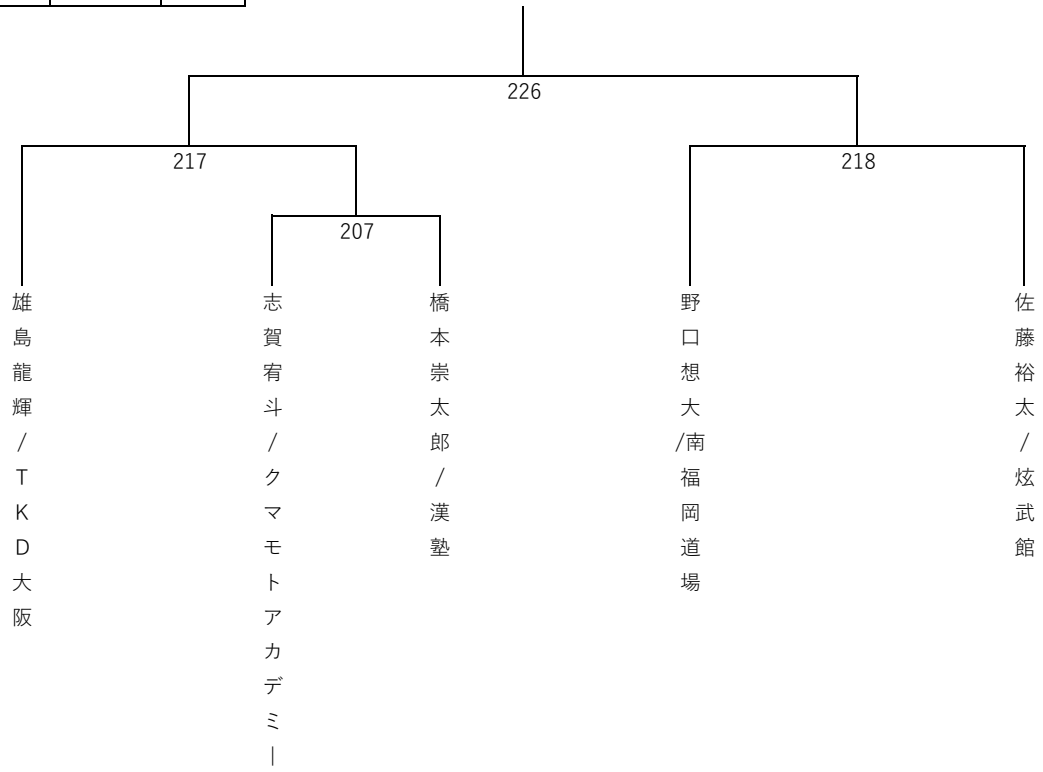 226
217
218
207
雄島龍輝/TKD大阪
志賀宥斗/クマモトアカデミー
橋本崇太郎/漢塾
野口想大/南福岡道場
佐藤裕太/炫武館